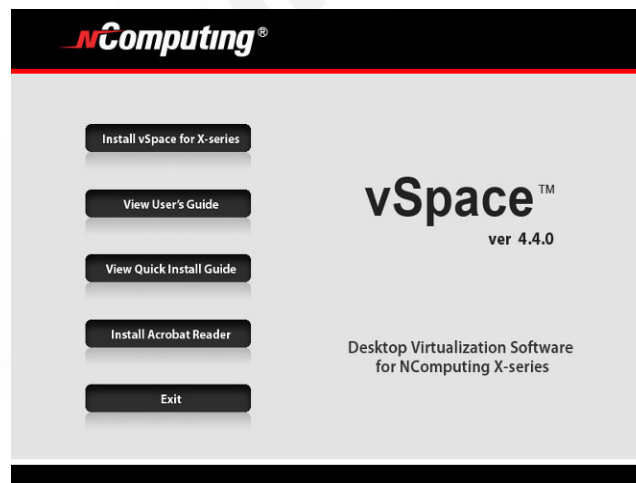 NComputing®
Install vSpace for X-series
View User's Guide
View Quick Install Guide
Install Acrobat Reader
Exit
vSpace™
ver 4.4.0
Desktop Virtualization Software
for NComputing X-series